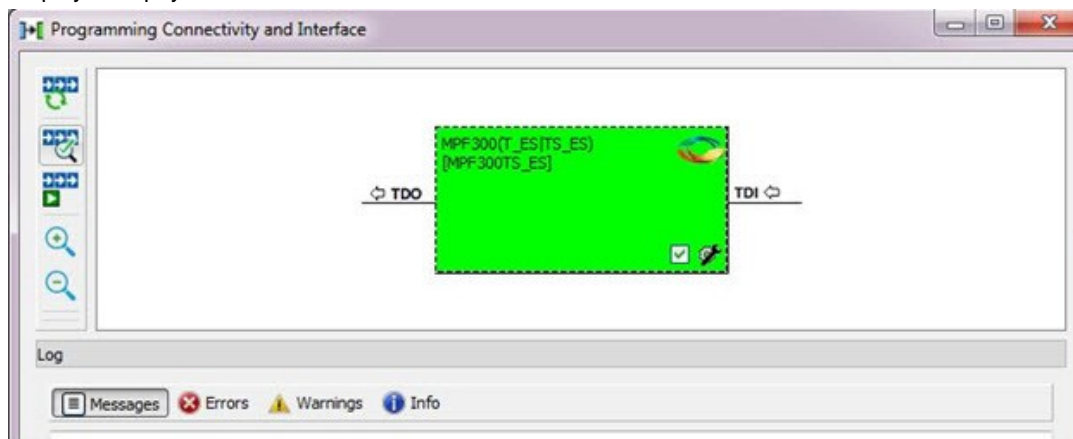 Programming Connectivity and Interface
MPF300(T_ES|TS_ES)
[MPF300TS_ES]
TDO
TDI
Log
Messages Errors Warnings Info